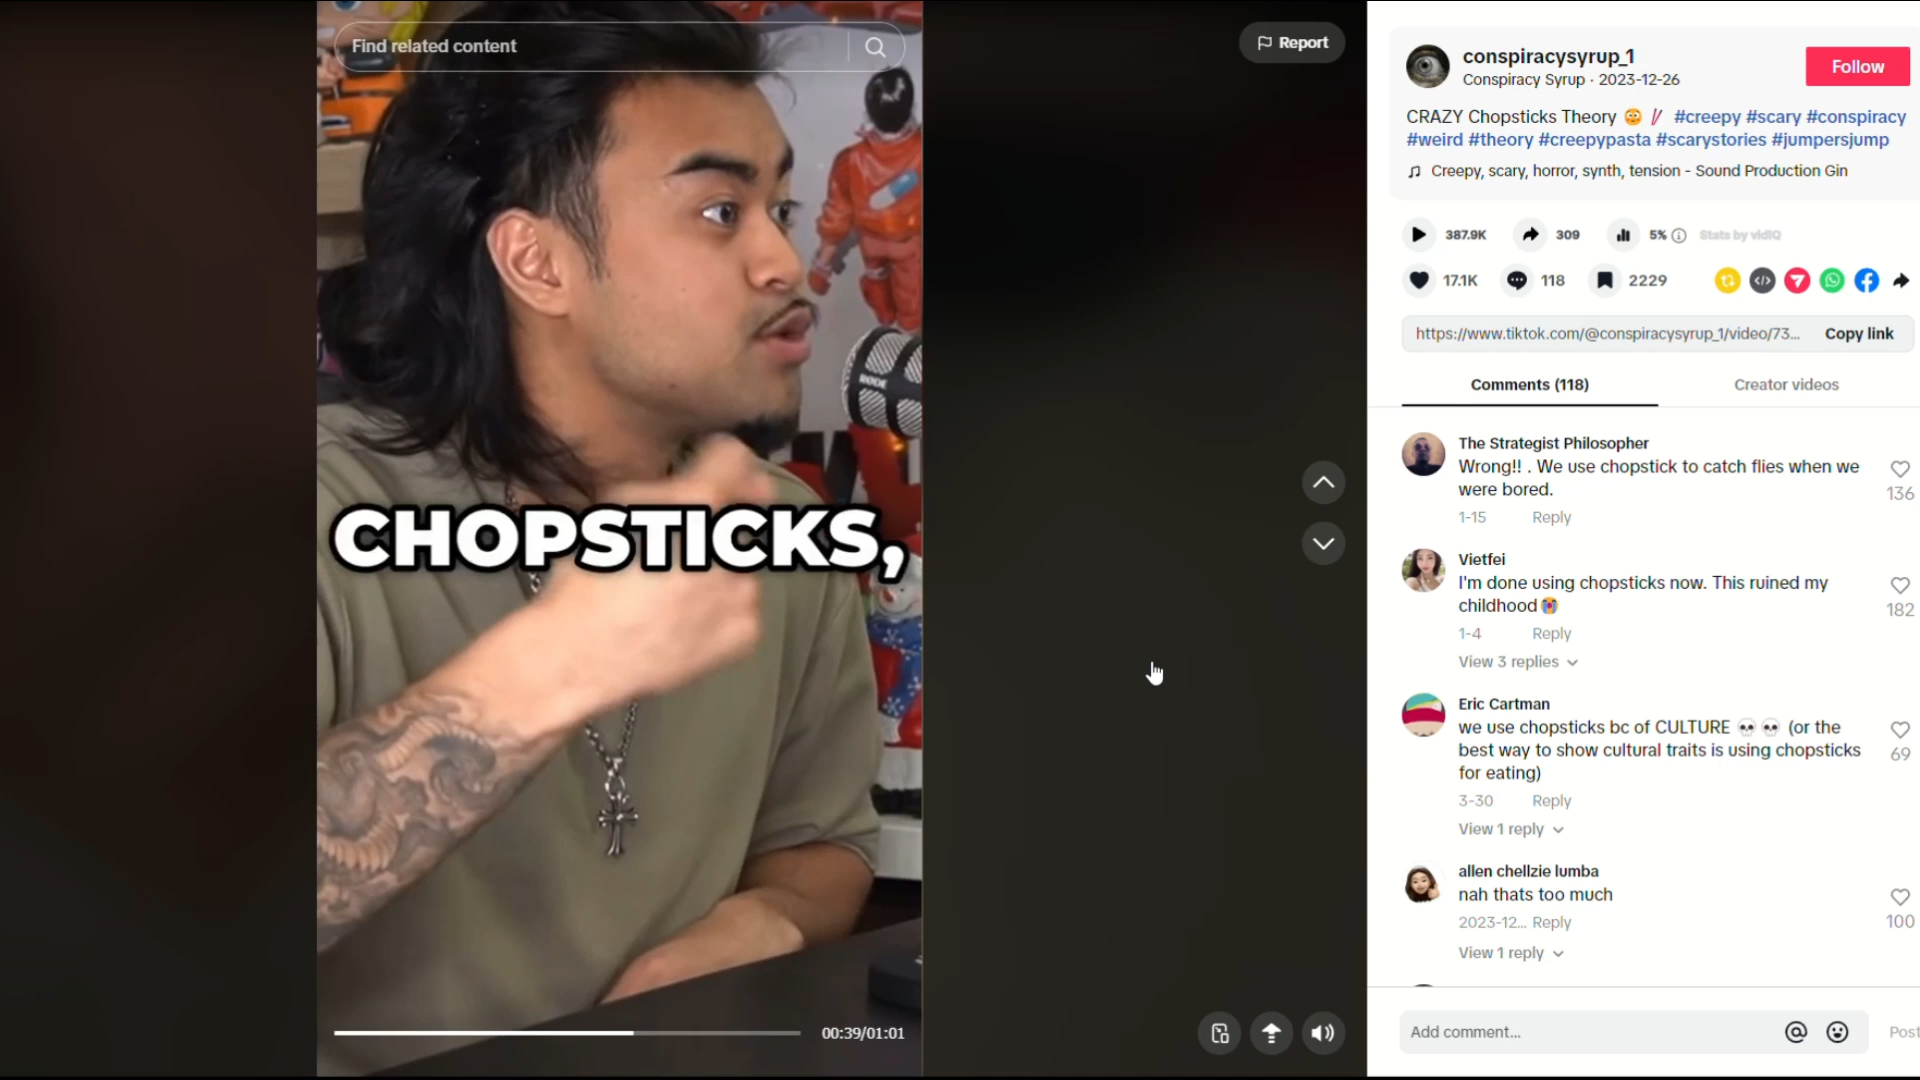 Find related content
Report
CHOPSTICKS,
00:39/01:01
conspiracysyrup_1
Conspiracy Syrup · 2023-12-26
Follow
CRAZY Chopsticks Theory 😳 🥢 #creepy #scary #conspiracy
#weird #theory #creepypasta #scarystories #jumpersjump
Creepy, scary, horror, synth, tension - Sound Production Gin
387.9K 309 5% Stats by vidIQ
17.1K 118 2229
https://www.tiktok.com/@conspiracysyrup_1/video/73... Copy link
Comments (118) Creator videos
The Strategist Philosopher
Wrong!! . We use chopstick to catch flies when we
were bored.
136
1-15 Reply
Vietfei
I'm done using chopsticks now. This ruined my
childhood😭
182
1-4 Reply
View 3 replies
Eric Cartman
we use chopsticks bc of CULTURE 💀 💀 (or the
best way to show cultural traits is using chopsticks
for eating)
69
3-30 Reply
View 1 reply
allen chellzie lumba
nah thats too much
100
2023-12... Reply
View 1 reply
Add comment... Post